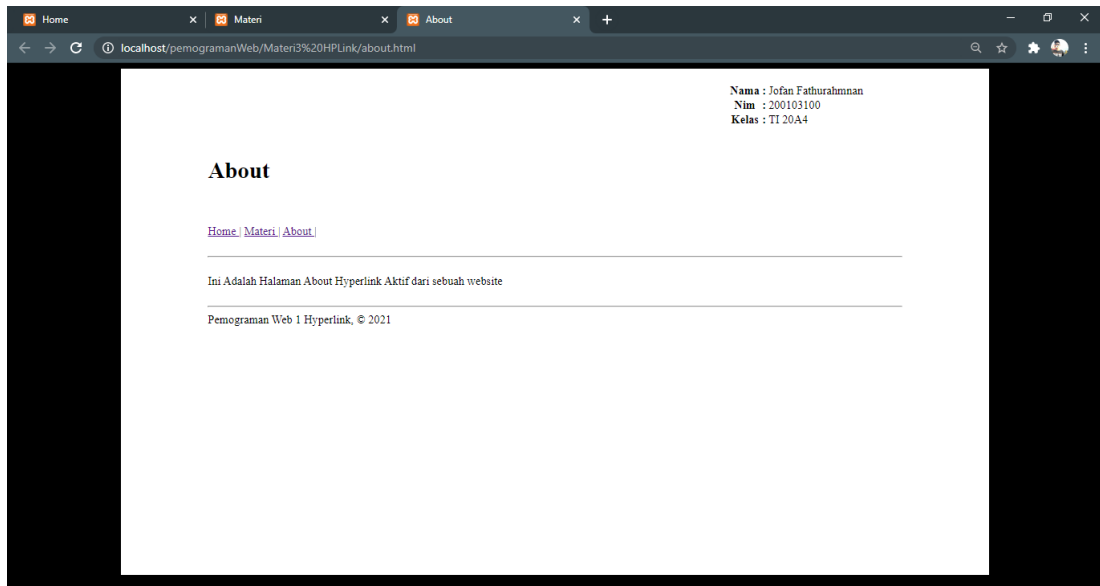 Home
Materi
About
localhost/pemogramanWeb/Materi3%20HPLink/about.html
Nama : Jofan Fathurahmnan
Nim : 200103100
Kelas : TI 20A4
About
Home | Materi | About |
Ini Adalah Halaman About Hyperlink Aktif dari sebuah website
Pemograman Web 1 Hyperlink, © 2021